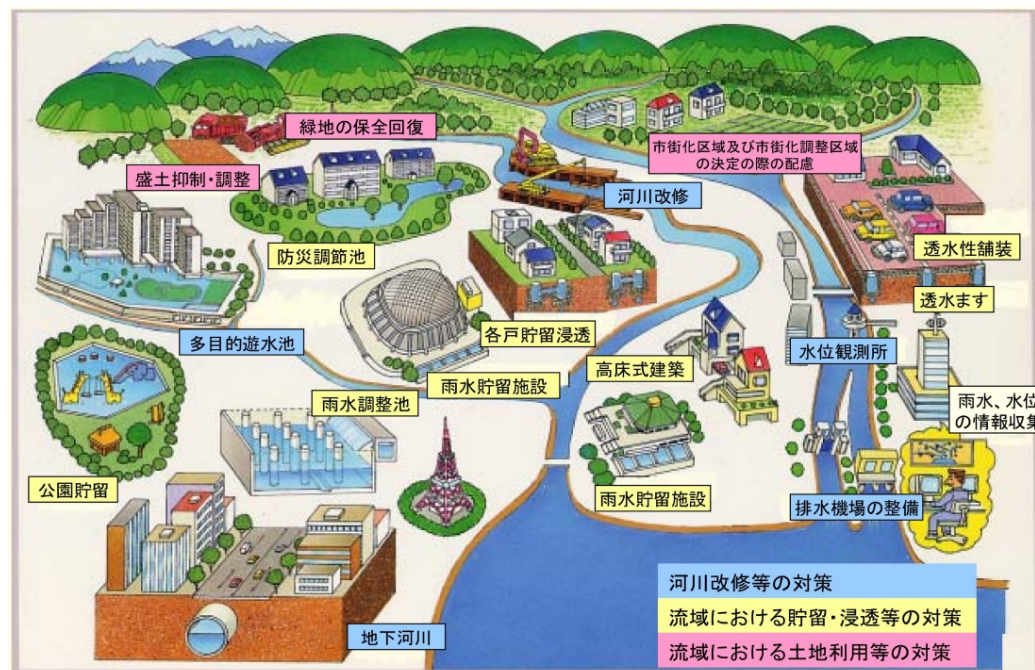 緑地の保全回復
盛土抑制・調整
市街化区域及び市街化調整区域
の決定の際の配慮
河川改修
防災調節池
透水性舗装
透水ます
多目的遊水池
各戸貯留浸透
水位観測所
高床式建築
雨水貯留施設
雨水調整池
雨水、水位
の情報収集
公園貯留
雨水貯留施設
排水機場の整備
地下河川
河川改修等の対策
流域における貯留・浸透等の対策
流域における土地利用等の対策